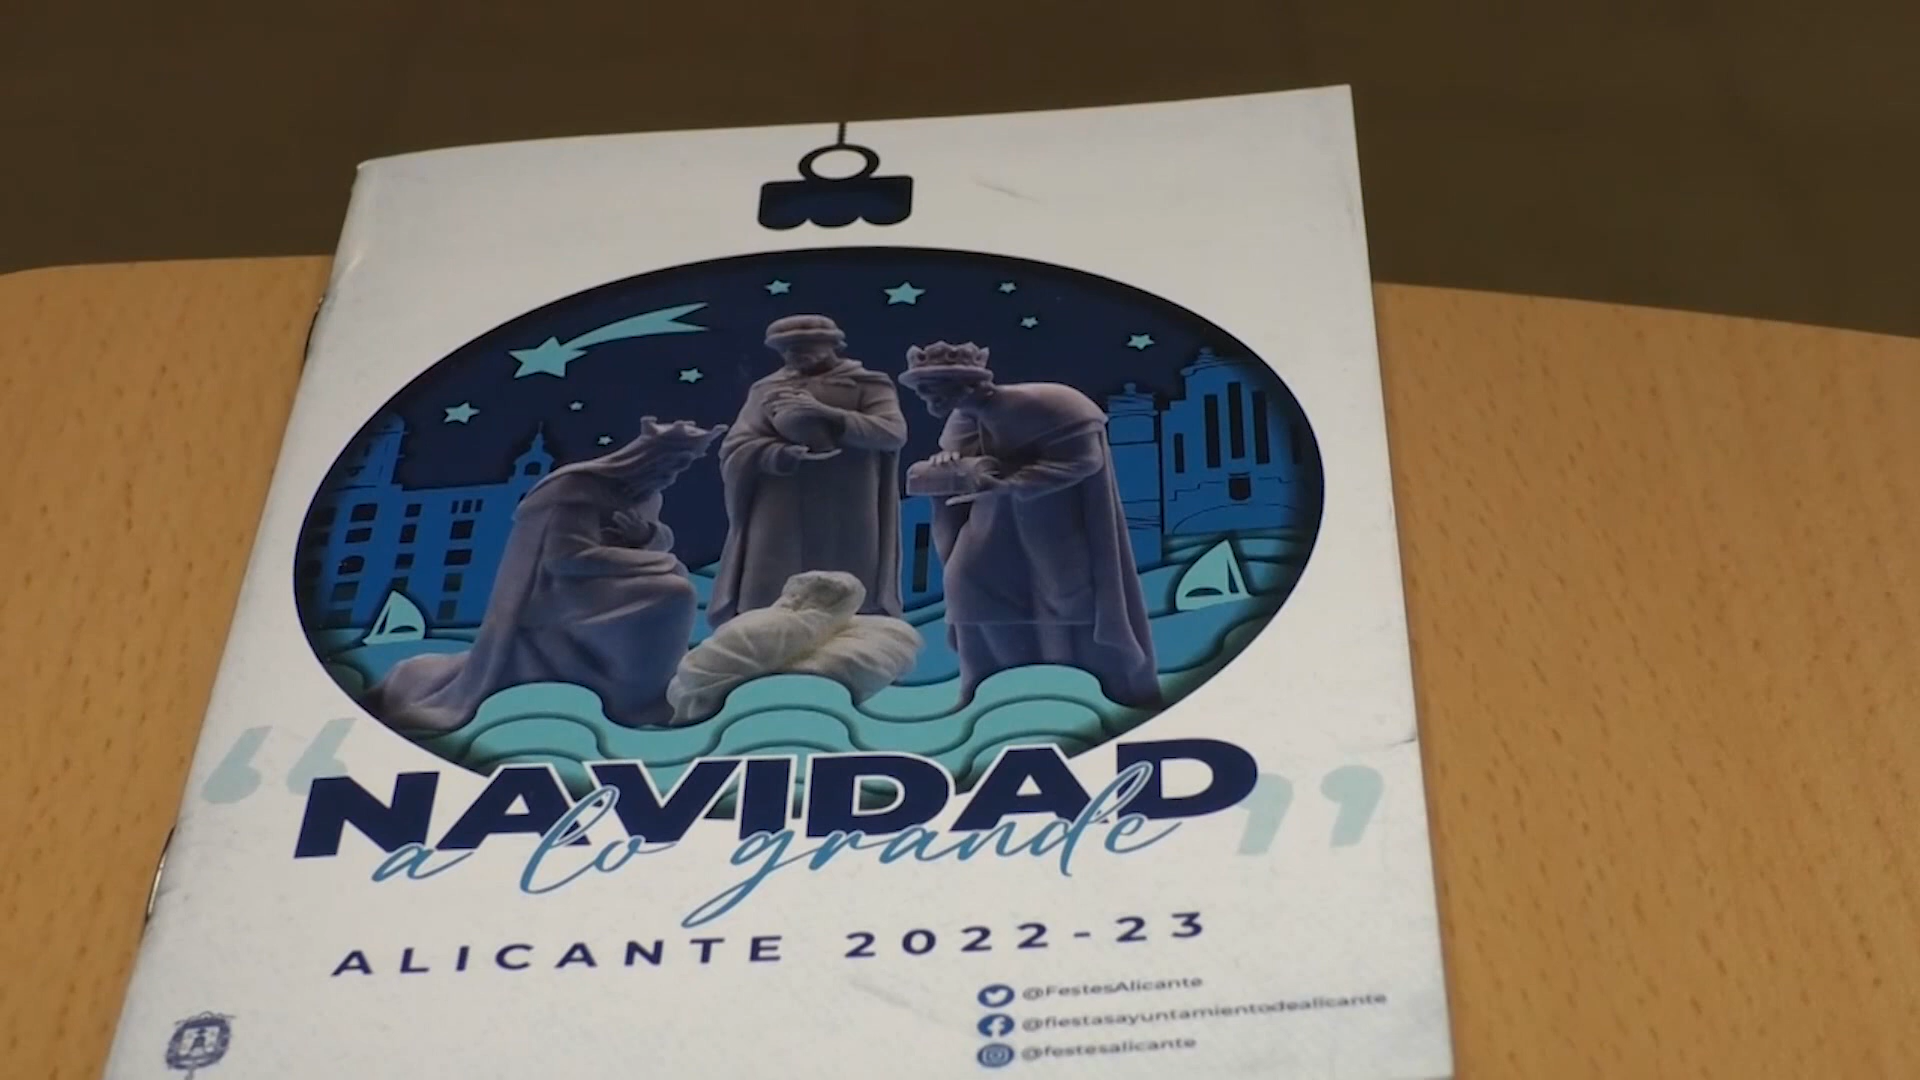 “NAVIDAD”
a lo grande
ALICANTE 2022-23
@FestesAlicante
@fiestasayuntamientodealicante
@festesalicante